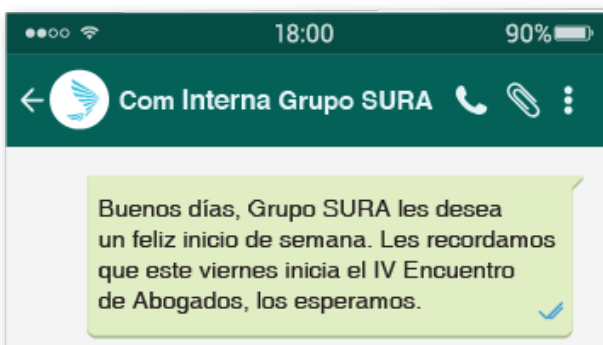 18:00
90%
Com Interna Grupo SURA
Buenos días, Grupo SURA les desea
un feliz inicio de semana. Les recordamos
que este viernes inicia el IV Encuentro
de Abogados, los esperamos.